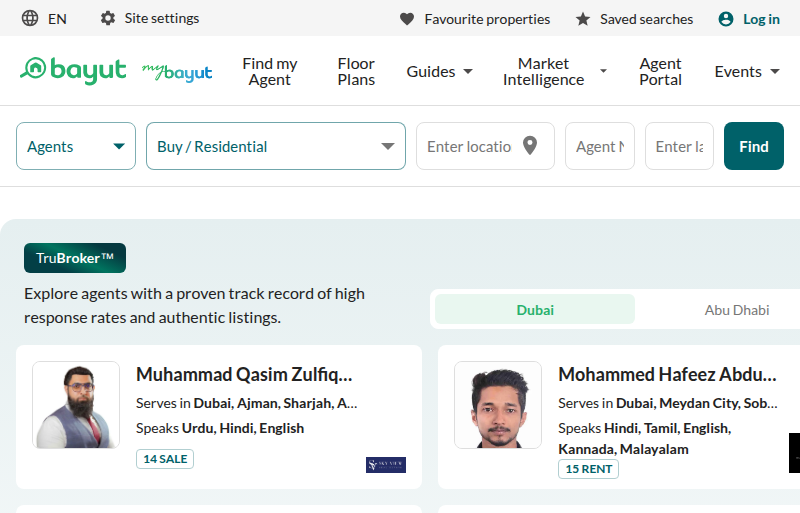 EN
Site settings
Favourite properties
Saved searches
Log in
bayut
mybayut
Find my
Agent
Floor
Plans
Guides
Market
Intelligence
Agent
Portal
Events
Agents
Buy / Residential
Enter locatio
Agent N
Enter la
Find
TruBroker™
Explore agents with a proven track record of high
response rates and authentic listings.
Dubai
Abu Dhabi
Muhammad Qasim Zulfiq...
Serves in Dubai, Ajman, Sharjah, A...
Speaks Urdu, Hindi, English
14 SALE
SKY VIEW
Mohammed Hafeez Abdu...
Serves in Dubai, Meydan City, Sob...
Speaks Hindi, Tamil, English,
Kannada, Malayalam
15 RENT